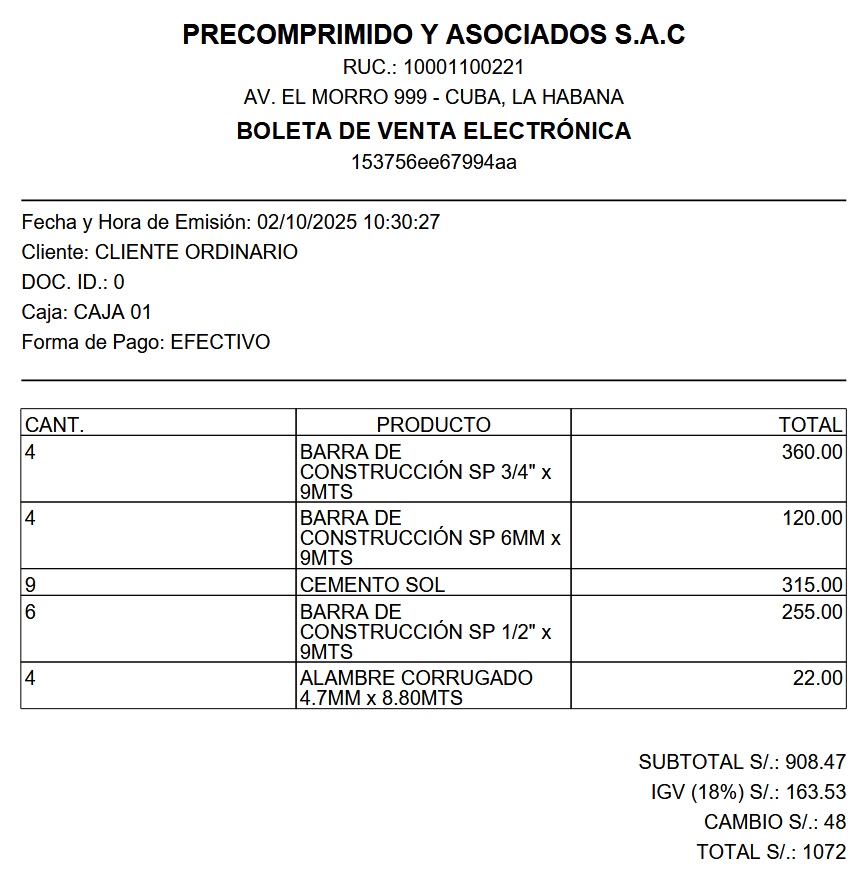 PRECOMPRIMIDO Y ASOCIADOS S.A.C
RUC.: 10001100221
AV. EL MORRO 999 - CUBA, LA HABANA
BOLETA DE VENTA ELECTRÓNICA
153756ee67994aa
Fecha y Hora de Emisión: 02/10/2025 10:30:27
Cliente: CLIENTE ORDINARIO
DOC. ID.: 0
Caja: CAJA 01
Forma de Pago: EFECTIVO
CANT. PRODUCTO TOTAL
4 BARRA DE 360.00
CONSTRUCCIÓN SP 3/4" x
9MTS
4 BARRA DE 120.00
CONSTRUCCIÓN SP 6MM x
9MTS
9 CEMENTO SOL 315.00
6 BARRA DE 255.00
CONSTRUCCIÓN SP 1/2" x
9MTS
4 ALAMBRE CORRUGADO 22.00
4.7MM x 8.80MTS
SUBTOTAL S/.: 908.47
IGV (18%) S/.: 163.53
CAMBIO S/.: 48
TOTAL S/.: 1072